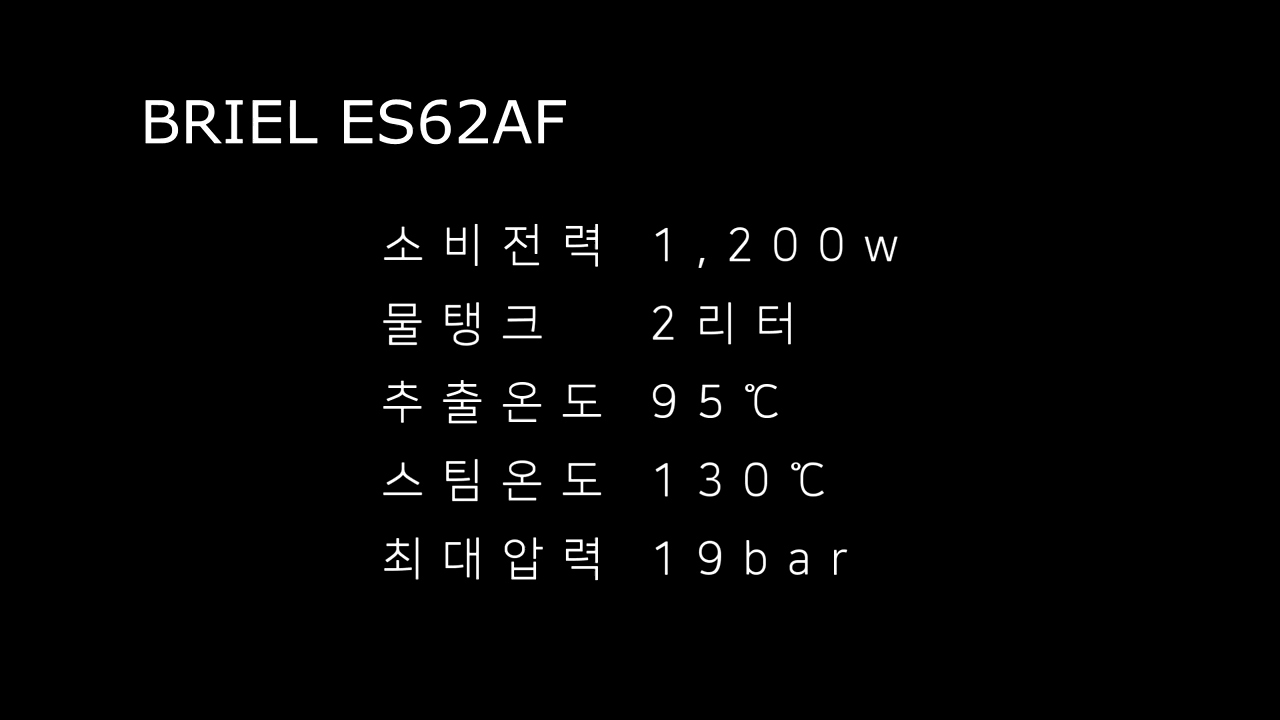 BRIEL ES62AF
소비전력 1,200w
물탱크 2리터
추출온도 95℃
스팀온도 130℃
최대압력 19bar